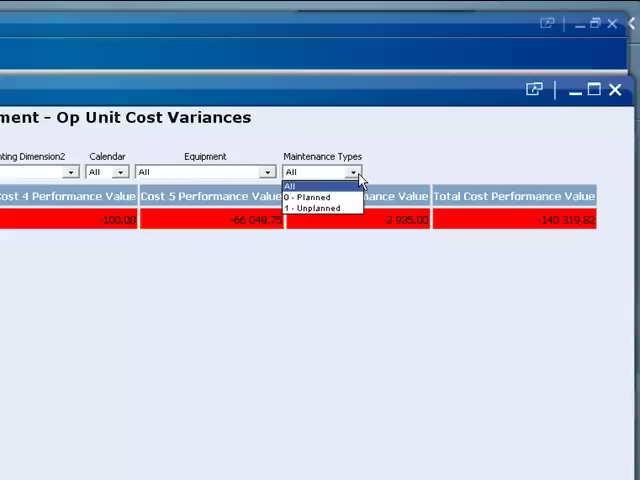 ment - Op Unit Cost Variances
nting Dimension2 Calendar Equipment Maintenance Types
All All All
All
0 - Planned
1 - Unplanned
Cost 4 Performance Value Cost 5 Performance Value Performance Value Total Cost Performance Value
-100.00 -66 048.75 -2 935.00 -140 319.82